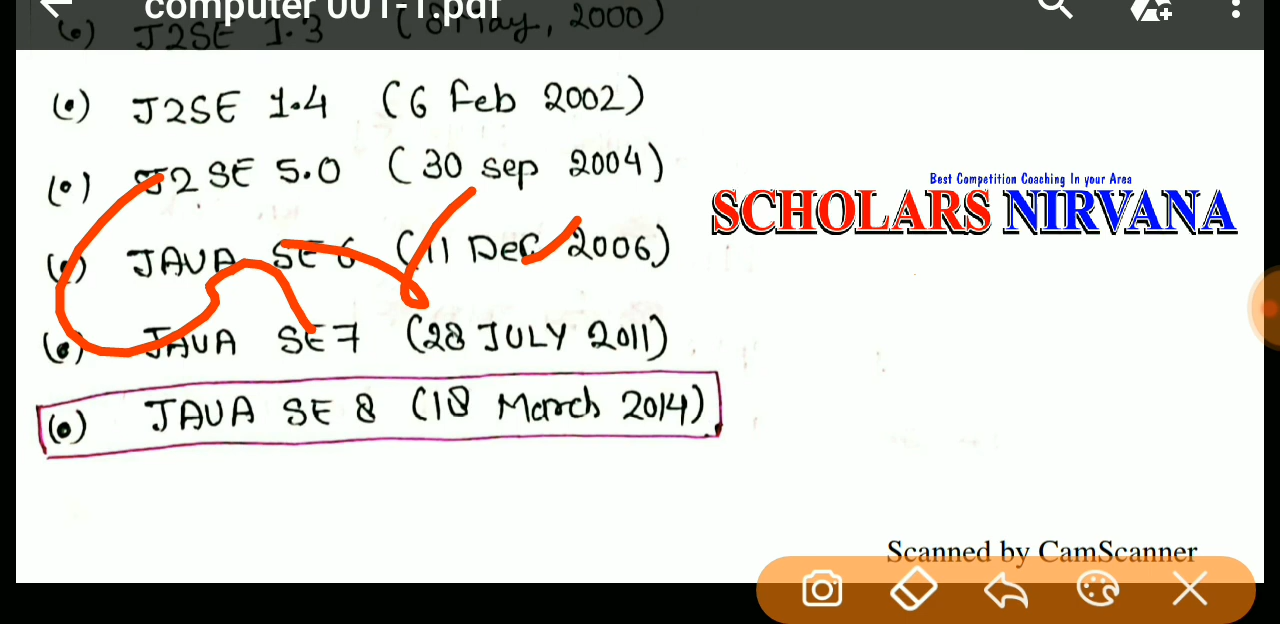 computer 001-1.pdf
(•) J2SE 1.3 (8 May, 2000)
(•) J2SE 1.4 (6 Feb 2002)
(•) J2SE 5.0 (30 sep 2004)
Best Competition Coaching In your Area
SCHOLARS NIRVANA
(•) JAVA SE 6 (11 Dec 2006)
(•) JAVA SE 7 (28 JULY 2011)
(•) JAVA SE 8 (18 March 2014)
Scanned by CamScanner